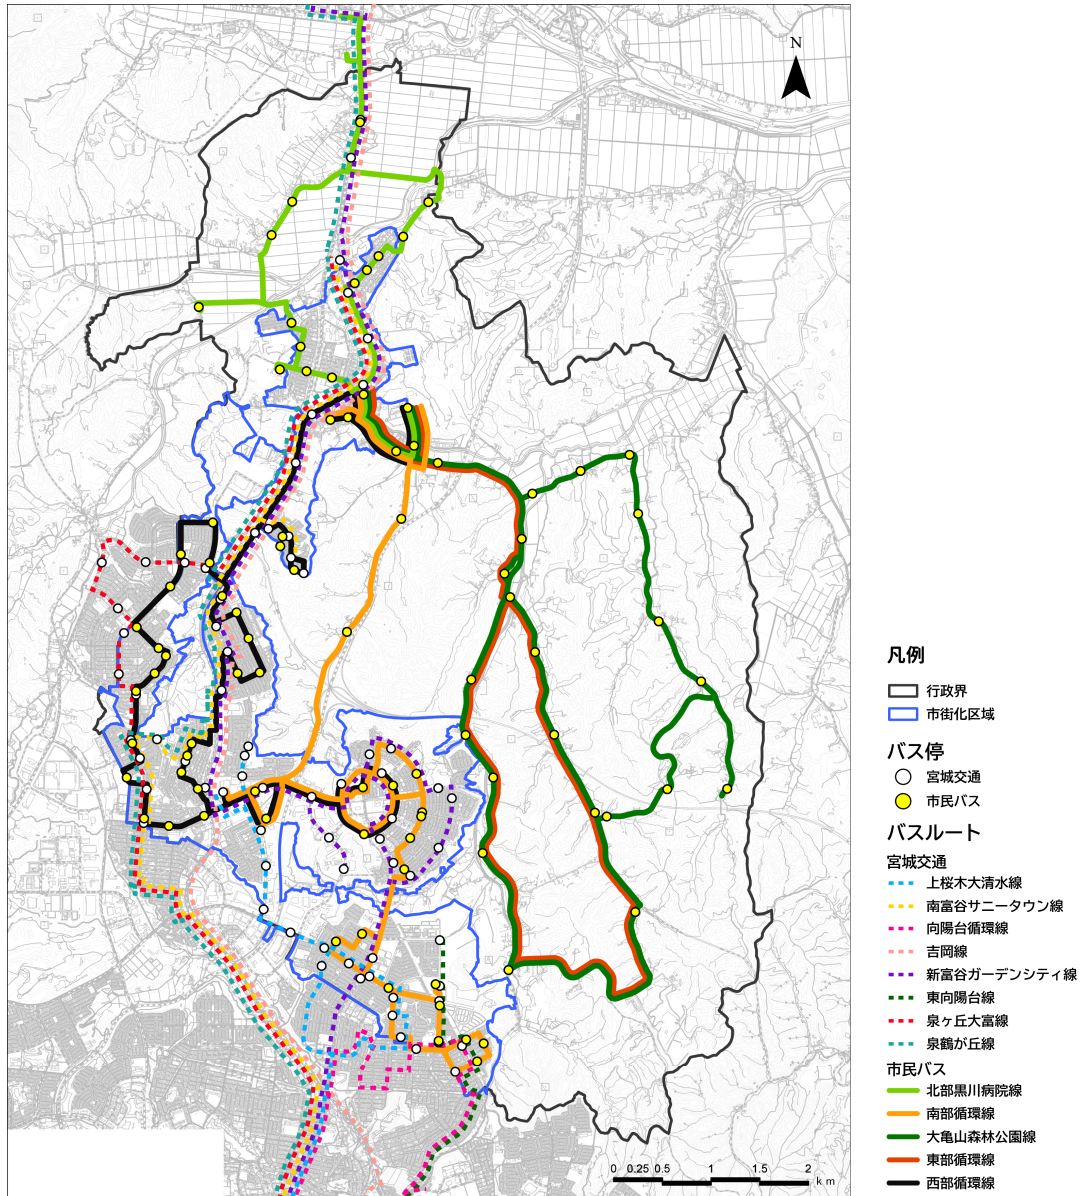 N
凡例
行政界
市街化区域
バス停
宮城交通
市民バス
バスルート
宮城交通
上桜木大清水線
南富谷サニータウン線
向陽台循環線
吉岡線
新富谷ガーデンシティ線
東向陽台線
泉ヶ丘大富線
泉鶴が丘線
市民バス
北部黒川病院線
南部循環線
大亀山森林公園線
東部循環線
西部循環線
0 0.25 0.5 1 1.5 2
km